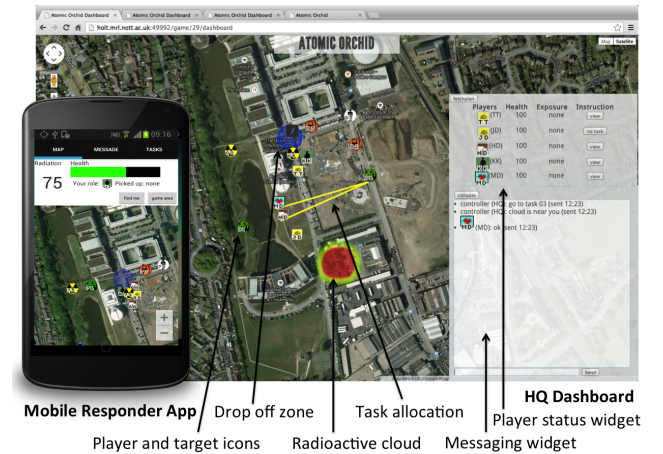 Atomic Orchid Dashboard
Atomic Orchid Dashboard
Atomic Orchid Dashboard
Atomic Orchid
holt.mrl.nott.ac.uk:49992/game/29/dashboard
ATOMIC ORCHID
Map
Satellite
Players Health Exposure Instruction
(TT) 100 none view
(JD) 100 none no task
(HD) 100 none view
(KK) 100 none view
(MD) 100 none view
controller (HQ): go to task 03 (sent 12:23)
controller (HQ): cloud is near you (sent 12:23)
(MD): ok (sent 12:23)
Send
09:16
MAP MESSAGE TASKS
Radiation Health
75
Your role: Picked up: none
find me game area
Mobile Responder App
Drop off zone
Task allocation
HQ Dashboard
Player status widget
Player and target icons
Radioactive cloud
Messaging widget